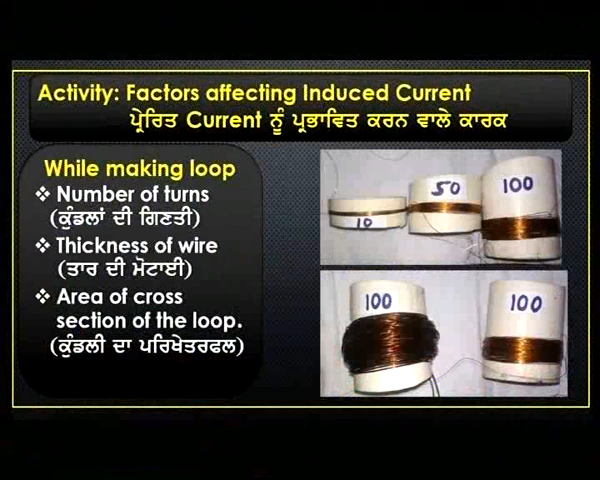 Activity: Factors affecting Induced Current
ਪ੍ਰੇਰਿਤ Current ਨੂੰ ਪ੍ਰਭਾਵਿਤ ਕਰਨ ਵਾਲੇ ਕਾਰਕ
While making loop
❖ Number of turns
(ਕੁੰਡਲਾਂ ਦੀ ਗਿਣਤੀ)
❖ Thickness of wire
(ਤਾਰ ਦੀ ਮੋਟਾਈ)
❖ Area of cross
section of the loop.
(ਕੁੰਡਲੀ ਦਾ ਪਰਿਖੇਤਰਫਲ)
10
50
100
100
100